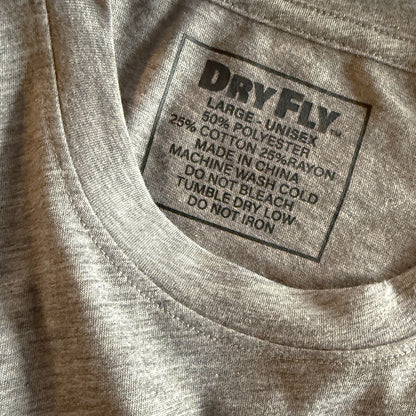 DRYFLY™
LARGE - UNISEX
50% POLYESTER
25% COTTON 25% RAYON
MADE IN CHINA
MACHINE WASH COLD
DO NOT BLEACH
TUMBLE DRY LOW
DO NOT IRON